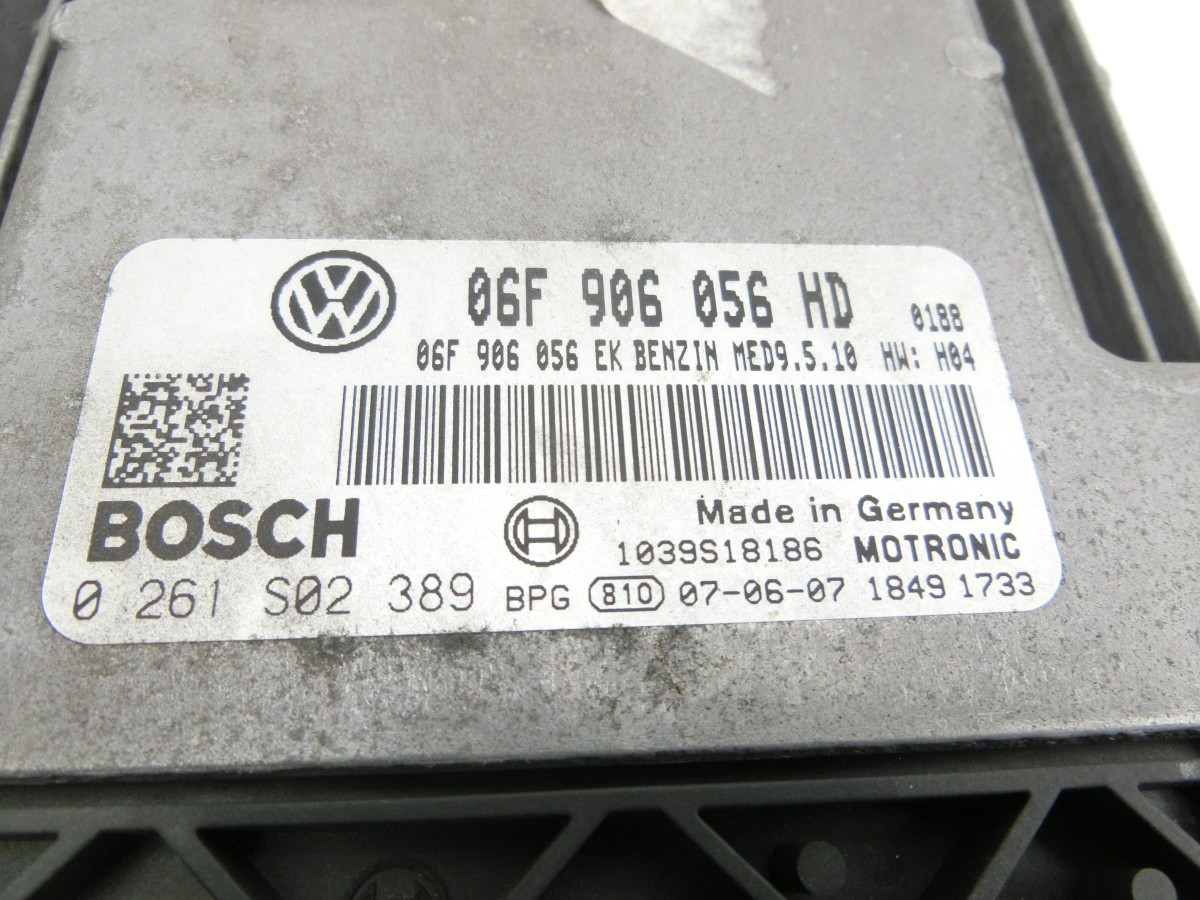 06F 906 056 HD 0188
06F 906 056 EK BENZIN MED9.5.10 HW: H04
BOSCH
Made in Germany
1039S18186 MOTRONIC
0 261 S02 389 BPG 810 07-06-07 1849 1733